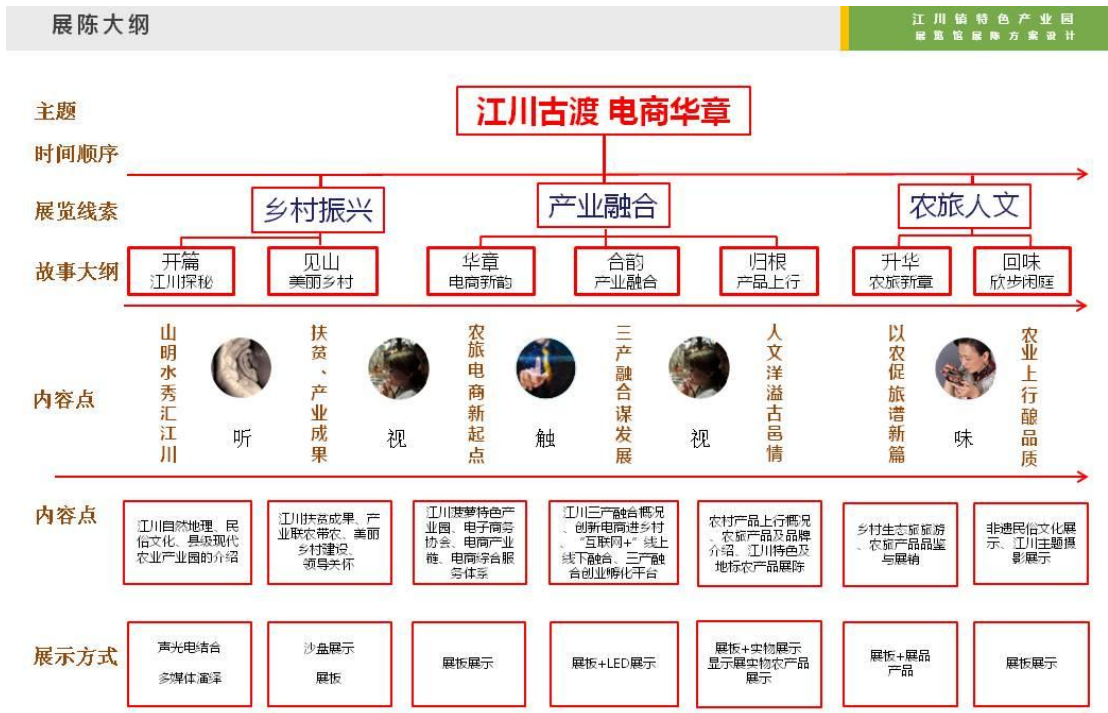 展陈大纲
江川镇特色产业园
展览馆展陈方案设计
主题
江川古渡 电商华章
时间顺序
展览线索
乡村振兴
产业融合
农旅人文
故事大纲
开篇
江川探秘
见山
美丽乡村
华章
电商新韵
合韵
产业融合
归根
产品上行
升华
农旅新章
回味
欣步闲庭
内容点
山明水秀汇江川
听
扶贫、产业成果
视
农旅电商新起点
触
三产融合谋发展
视
人文洋溢古邑情
以农促旅谱新篇
味
农业上行酿品质
内容点
江川自然地理、民
俗文化、县级现代
农业产业园的介绍
江川扶贫成果、产
业联农带农、美丽
乡村建设、
领导关怀
江川菠萝特色产
业园、电子商务
协会、电商产业
链、电商综合服
务体系
江川三产融合概况
、创新电商进乡村
、“互联网+”线上
线下融合、三产融
合创业孵化平台
农村产品上行概况
、农旅产品及品牌
介绍、江川特色及
地标农产品展陈
乡村生态旅旅游
、农旅产品品鉴
与展销
非遗民俗文化展
示、江川主题摄
影展示
展示方式
声光电结合
多媒体演绎
沙盘展示
展板
展板展示
展板+LED展示
展板+实物展示
显示展实物农产品
展示
展板+展品
产品
展板展示